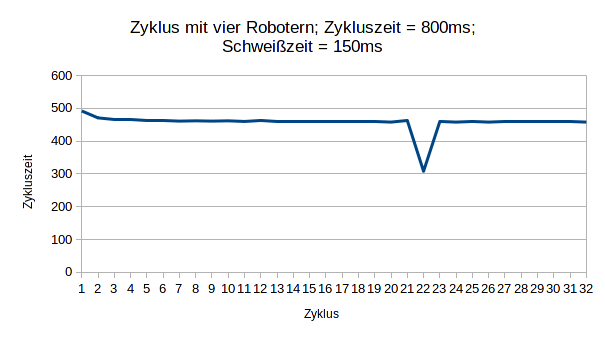 Zyklus mit vier Robotern; Zykluszeit = 800ms;
Schweißzeit = 150ms
600
500
400
300
200
100
0
Zykluszeit
1 2 3 4 5 6 7 8 9 10 11 12 13 14 15 16 17 18 19 20 21 22 23 24 25 26 27 28 29 30 31 32
Zyklus